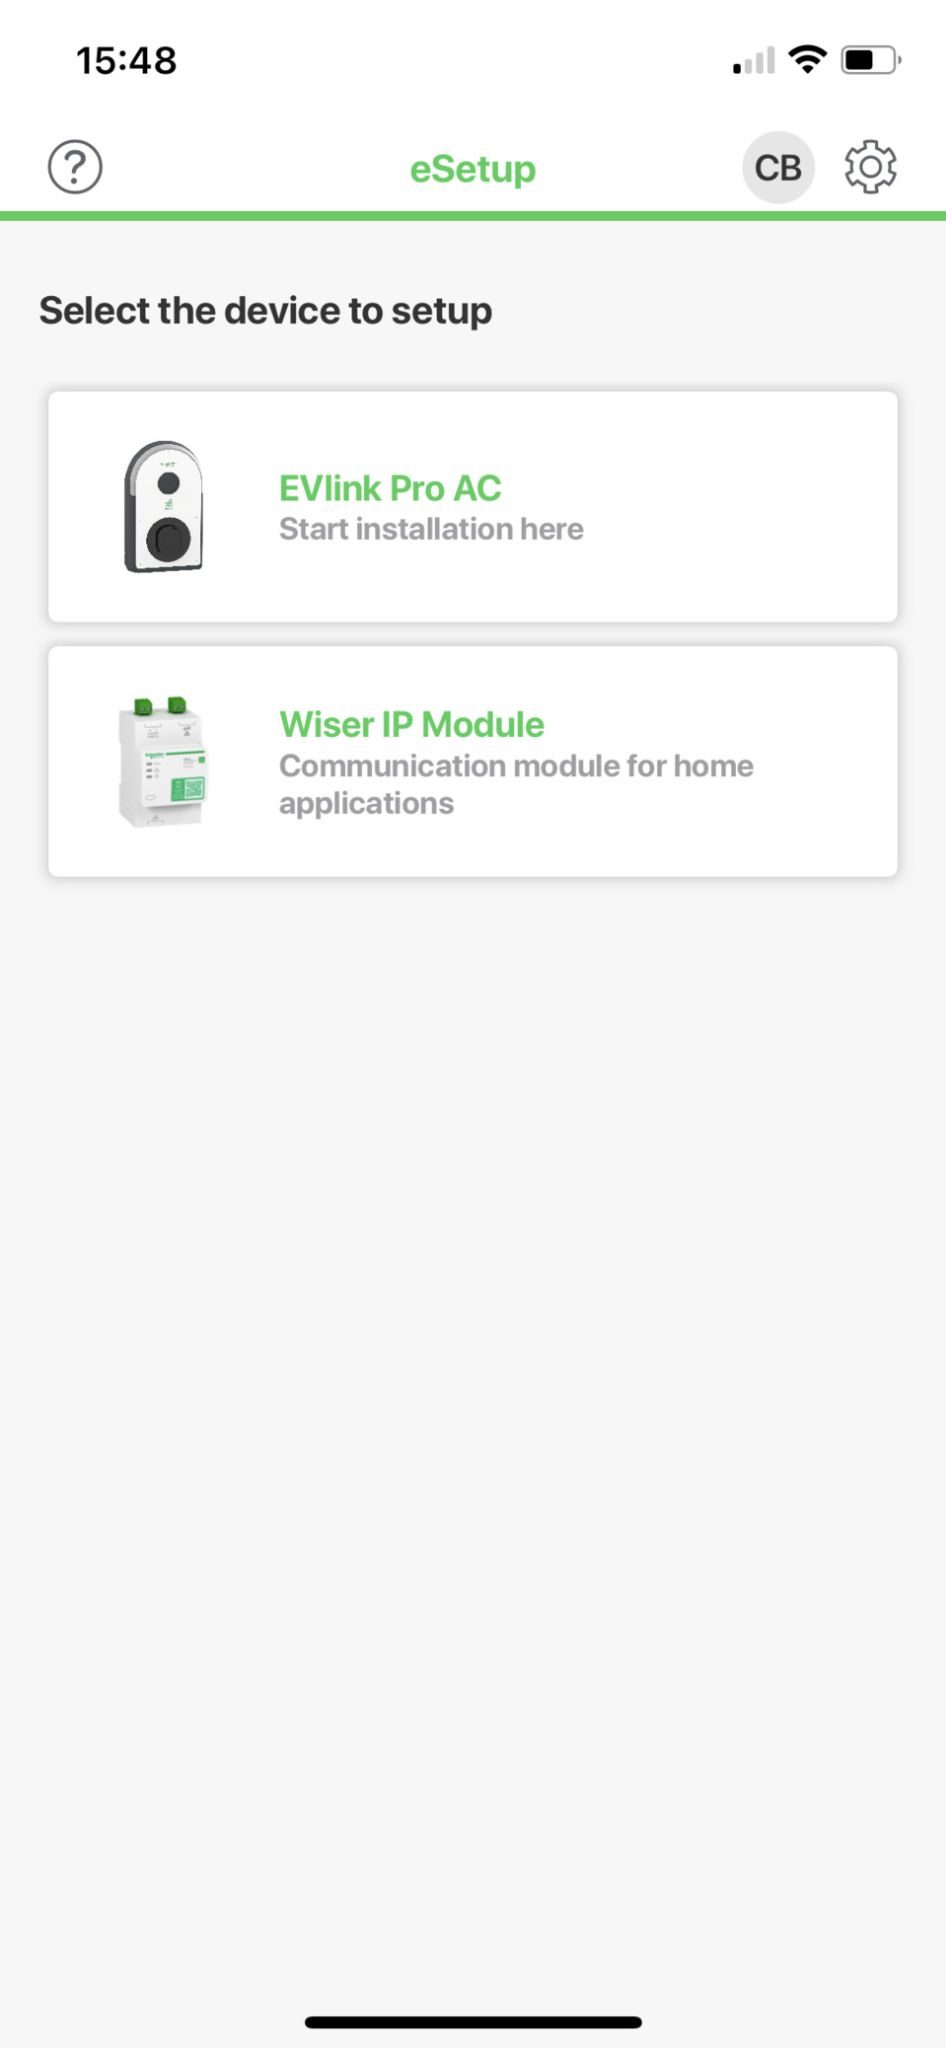 15:48
eSetup
CB
Select the device to setup
EVlink Pro AC
Start installation here
Wiser IP Module
Communication module for home
applications